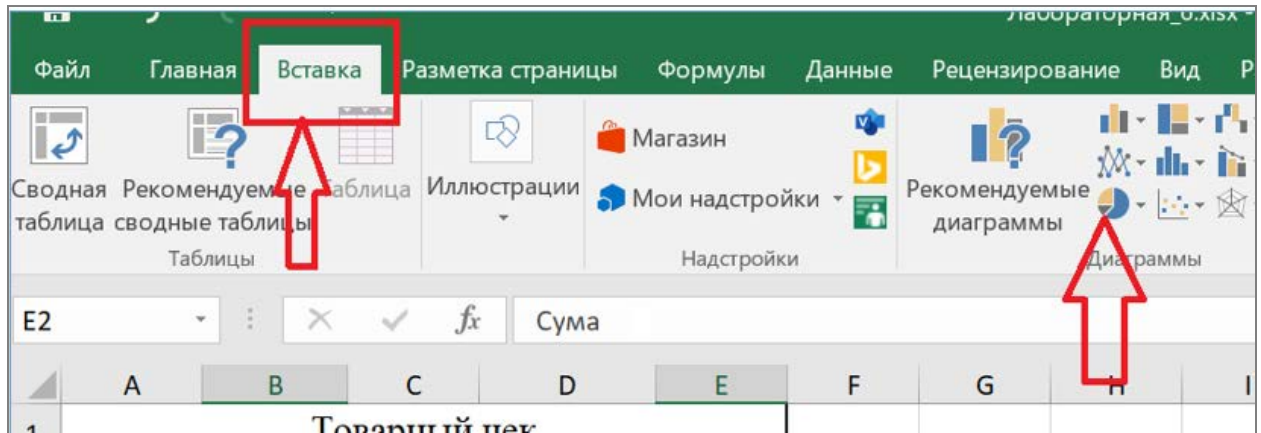 Лабораторная_6.xlsx -
Файл Главная Вставка Разметка страницы Формулы Данные Рецензирование Вид Р
Сводная таблица
Рекомендуемые сводные таблицы
Таблица
Иллюстрации
Магазин
Мои надстройки
Рекомендуемые диаграммы
Таблицы
Надстройки
Диаграммы
E2 fx Сума
A B C D E F G H I
1 Товарный чек